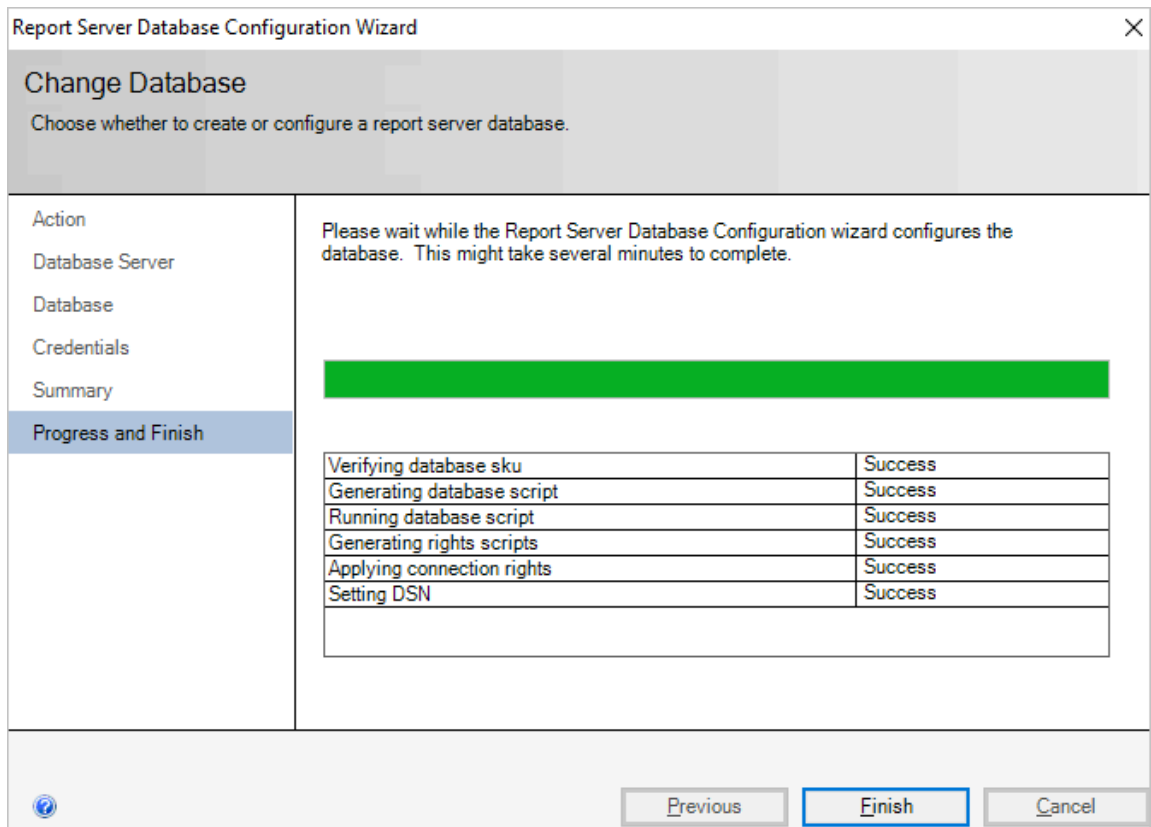 Report Server Database Configuration Wizard
Change Database
Choose whether to create or configure a report server database.
Action
Database Server
Database
Credentials
Summary
Progress and Finish
Please wait while the Report Server Database Configuration wizard configures the
database.  This might take several minutes to complete.
Verifying database sku Success
Generating database script Success
Running database script Success
Generating rights scripts Success
Applying connection rights Success
Setting DSN Success
?
Previous Finish Cancel